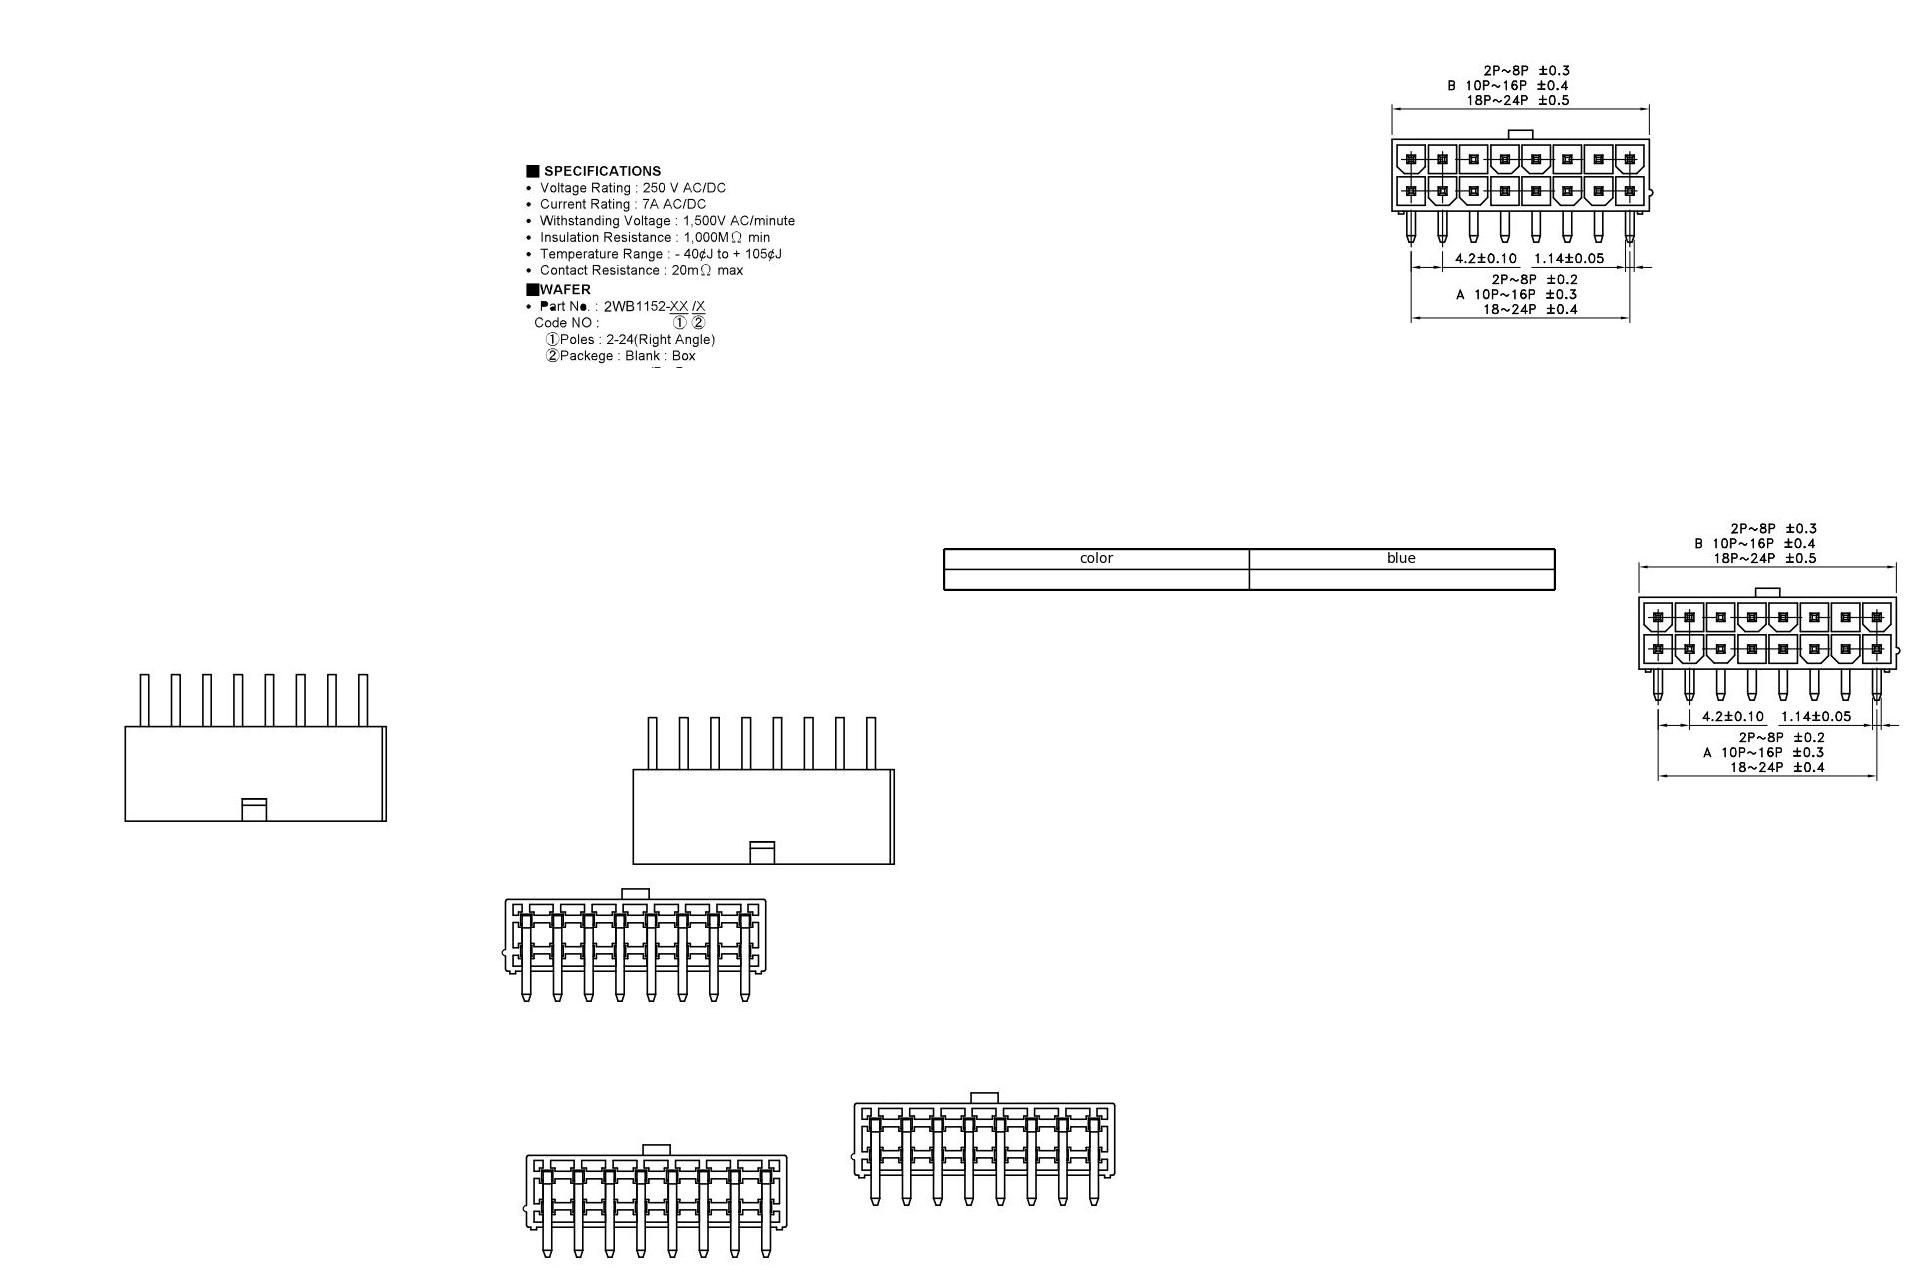 2P~8P ±0.3
B 10P~16P ±0.4
18P~24P ±0.5
4.2±0.10 1.14±0.05
2P~8P ±0.2
A 10P~16P ±0.3
18~24P ±0.4
■ SPECIFICATIONS
• Voltage Rating : 250 V AC/DC
• Current Rating : 7A AC/DC
• Withstanding Voltage : 1,500V AC/minute
• Insulation Resistance : 1,000MΩ min
• Temperature Range : - 40¢J to + 105¢J
• Contact Resistance : 20mΩ max
■WAFER
• Part No. : 2WB1152-XX /X
Code NO : ① ②
①Poles : 2-24(Right Angle)
②Packege : Blank : Box
color blue
2P~8P ±0.3
B 10P~16P ±0.4
18P~24P ±0.5
4.2±0.10 1.14±0.05
2P~8P ±0.2
A 10P~16P ±0.3
18~24P ±0.4